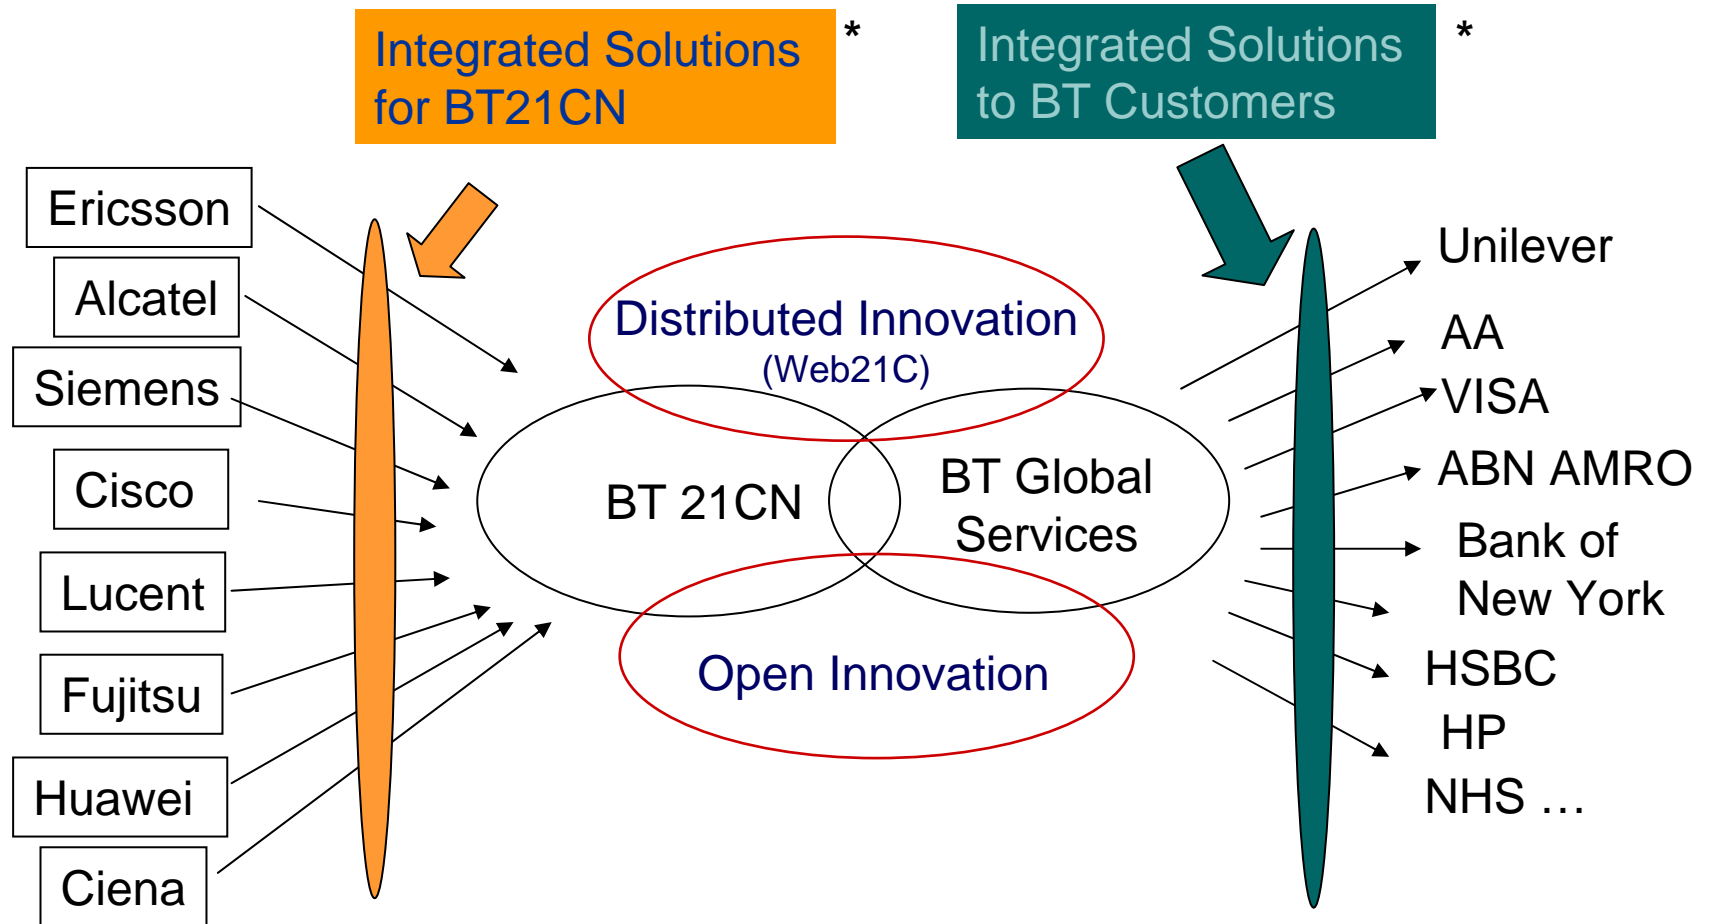 Integrated Solutions
for BT21CN
*
Integrated Solutions
to BT Customers
*
Ericsson
Alcatel
Siemens
Cisco
Lucent
Fujitsu
Huawei
Ciena
Distributed Innovation
(Web21C)
BT 21CN
BT Global
Services
Open Innovation
Unilever
AA
VISA
ABN AMRO
Bank of
New York
HSBC
HP
NHS …